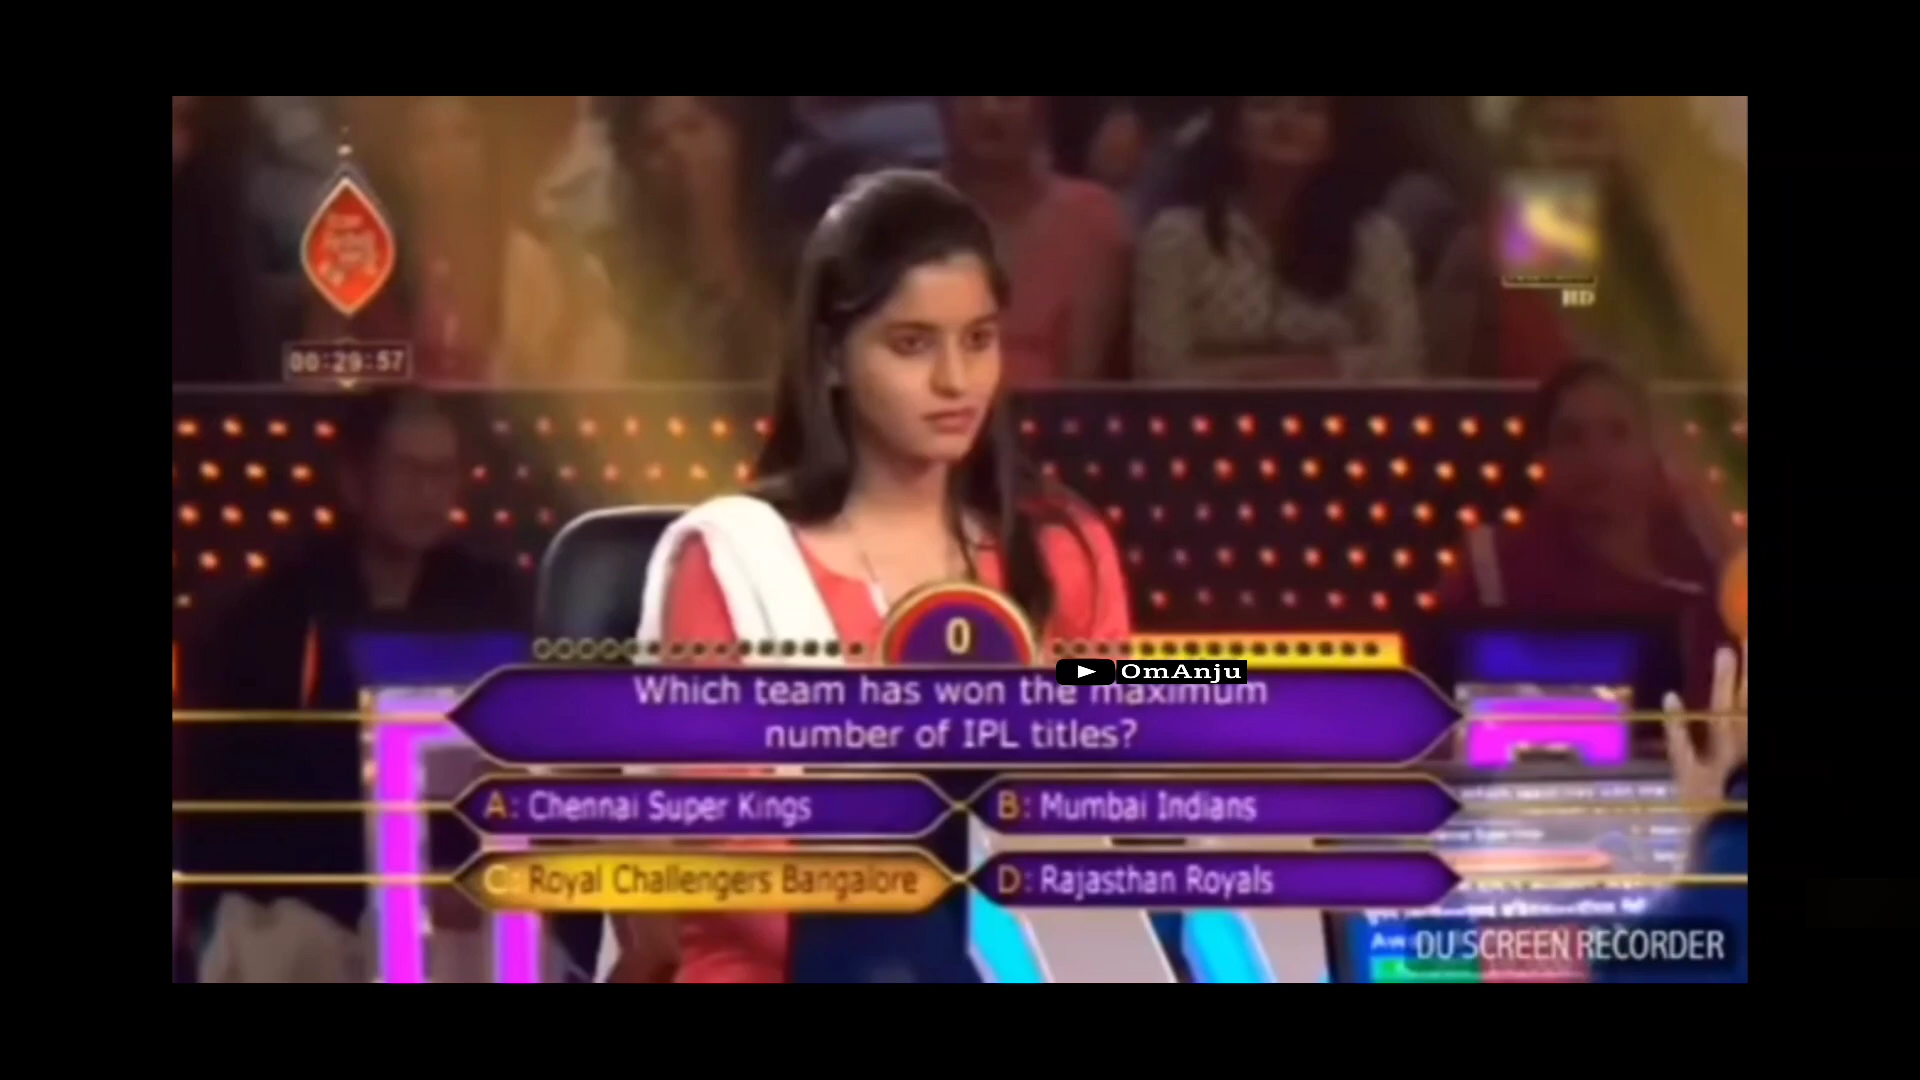 00:29:57
HD
0
OmAnju
Which team has won the maximum
number of IPL titles?
A: Chennai Super Kings
B: Mumbai Indians
C: Royal Challengers Bangalore
D: Rajasthan Royals
DU SCREEN RECORDER